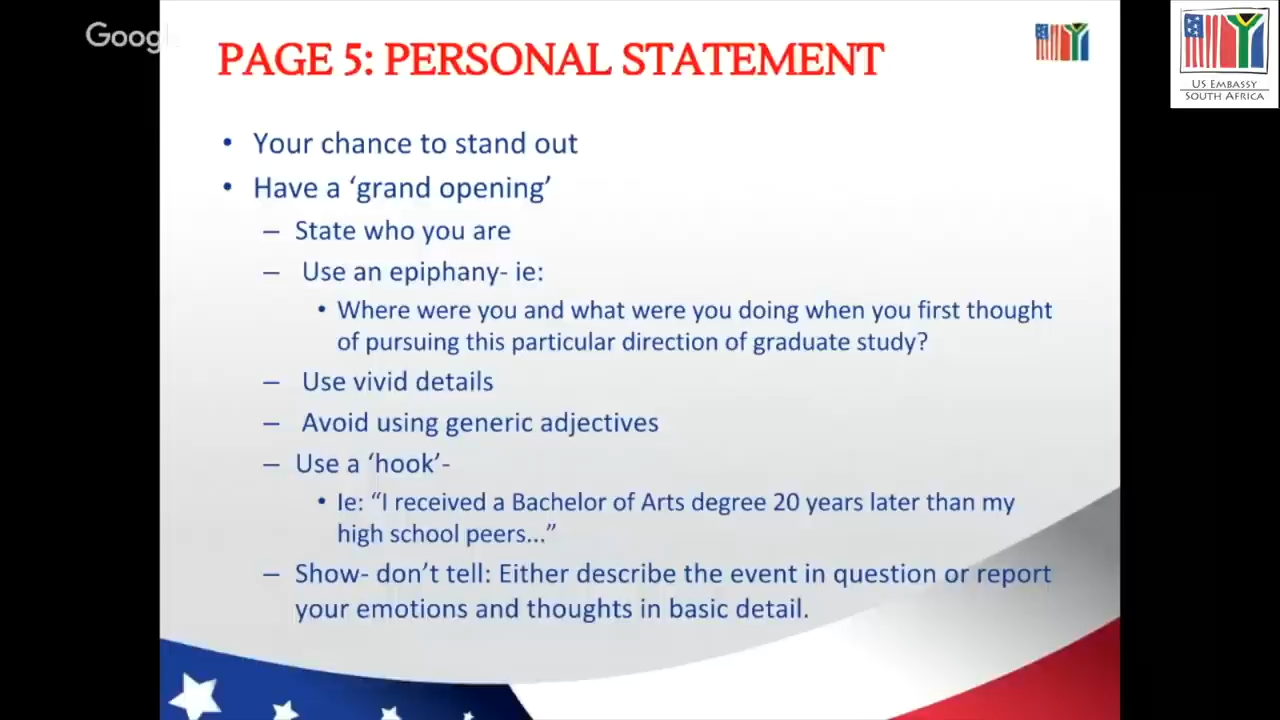 Google
PAGE 5: PERSONAL STATEMENT
US EMBASSY
SOUTH AFRICA
• Your chance to stand out
• Have a ‘grand opening’
– State who you are
– Use an epiphany- ie:
• Where were you and what were you doing when you first thought
of pursuing this particular direction of graduate study?
– Use vivid details
– Avoid using generic adjectives
– Use a ‘hook’-
• Ie: “I received a Bachelor of Arts degree 20 years later than my
high school peers...”
– Show- don’t tell: Either describe the event in question or report
your emotions and thoughts in basic detail.